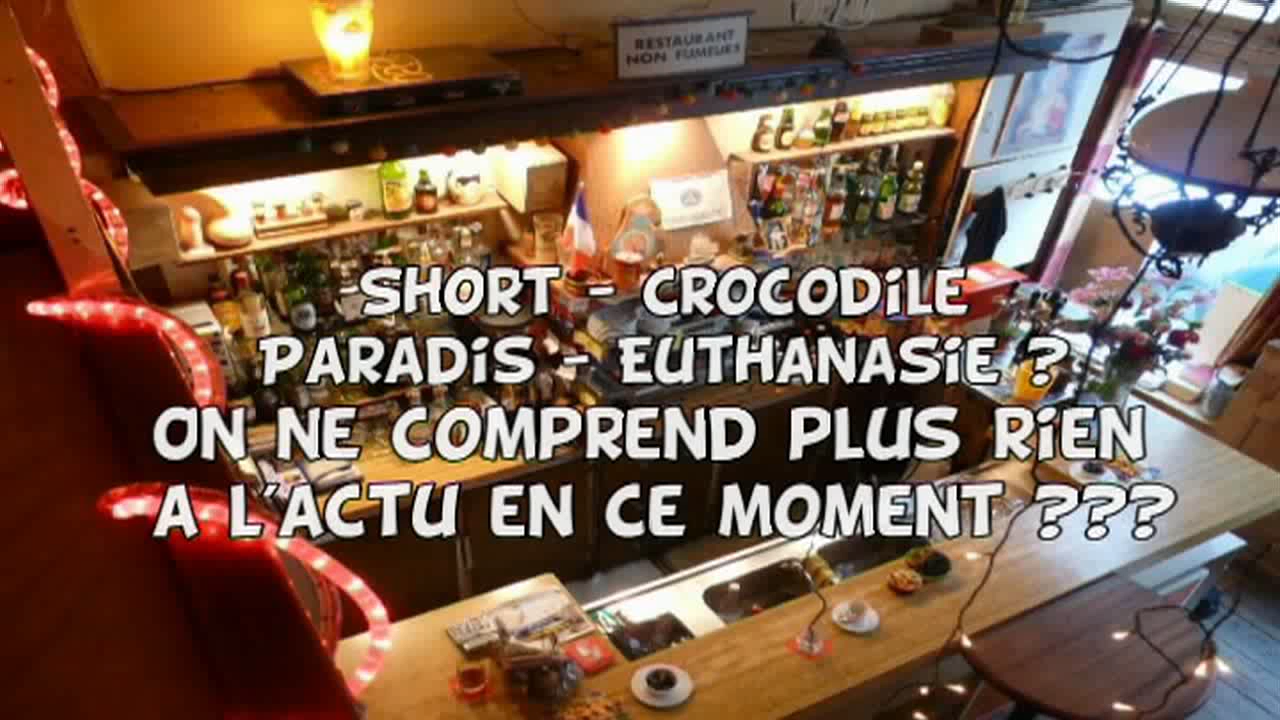 RESTAURANT
NON FUMEURS
SHORT - CROCODiLE
PARADiS - EUTHANASiE ?
ON NE COMPREND PLUS RiEN
A L'ACTU EN CE MOMENT ???